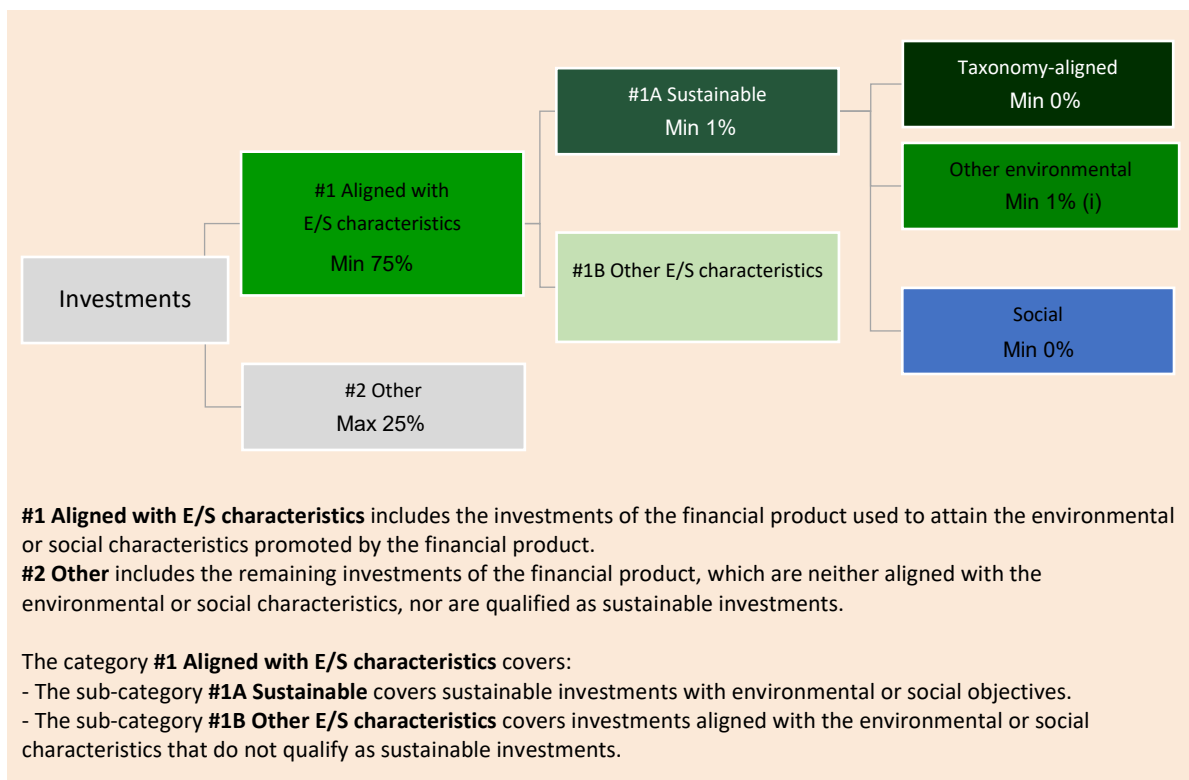 Investments
#1 Aligned with
E/S characteristics
Min 75%
#2 Other
Max 25%
#1A Sustainable
Min 1%
#1B Other E/S characteristics
Taxonomy-aligned
Min 0%
Other environmental
Min 1% (i)
Social
Min 0%
#1 Aligned with E/S characteristics includes the investments of the financial product used to attain the environmental
or social characteristics promoted by the financial product.
#2 Other includes the remaining investments of the financial product, which are neither aligned with the
environmental or social characteristics, nor are qualified as sustainable investments.
The category #1 Aligned with E/S characteristics covers:
- The sub-category #1A Sustainable covers sustainable investments with environmental or social objectives.
- The sub-category #1B Other E/S characteristics covers investments aligned with the environmental or social
characteristics that do not qualify as sustainable investments.